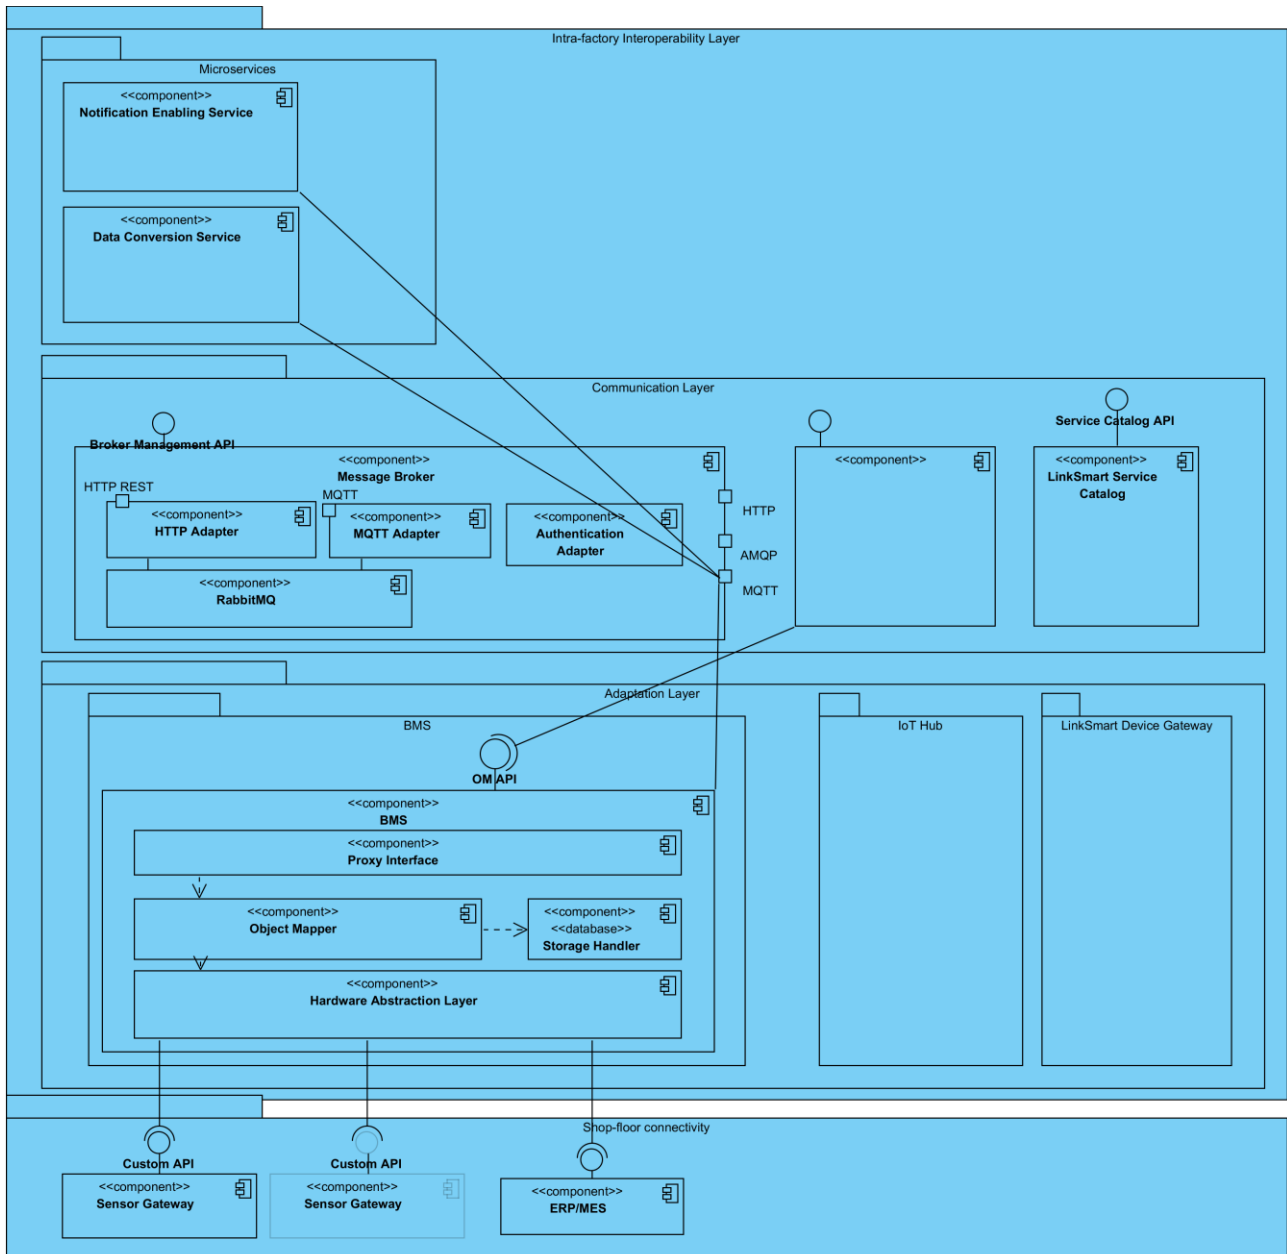 Intra-factory Interoperability Layer
Microservices
<<component>>
Notification Enabling Service
<<component>>
Data Conversion Service
Communication Layer
Broker Management API
Service Catalog API
<<component>>
Message Broker
HTTP REST
<<component>>
HTTP Adapter
MQTT
<<component>>
MQTT Adapter
<<component>>
Authentication
Adapter
<<component>>
RabbitMQ
HTTP
AMQP
MQTT
<<component>>
<<component>>
LinkSmart Service
Catalog
Adaptation Layer
BMS
OM API
<<component>>
BMS
<<component>>
Proxy Interface
<<component>>
Object Mapper
<<component>>
<<database>>
Storage Handler
<<component>>
Hardware Abstraction Layer
IoT Hub
LinkSmart Device Gateway
Shop-floor connectivity
Custom API
<<component>>
Sensor Gateway
Custom API
<<component>>
Sensor Gateway
<<component>>
ERP/MES